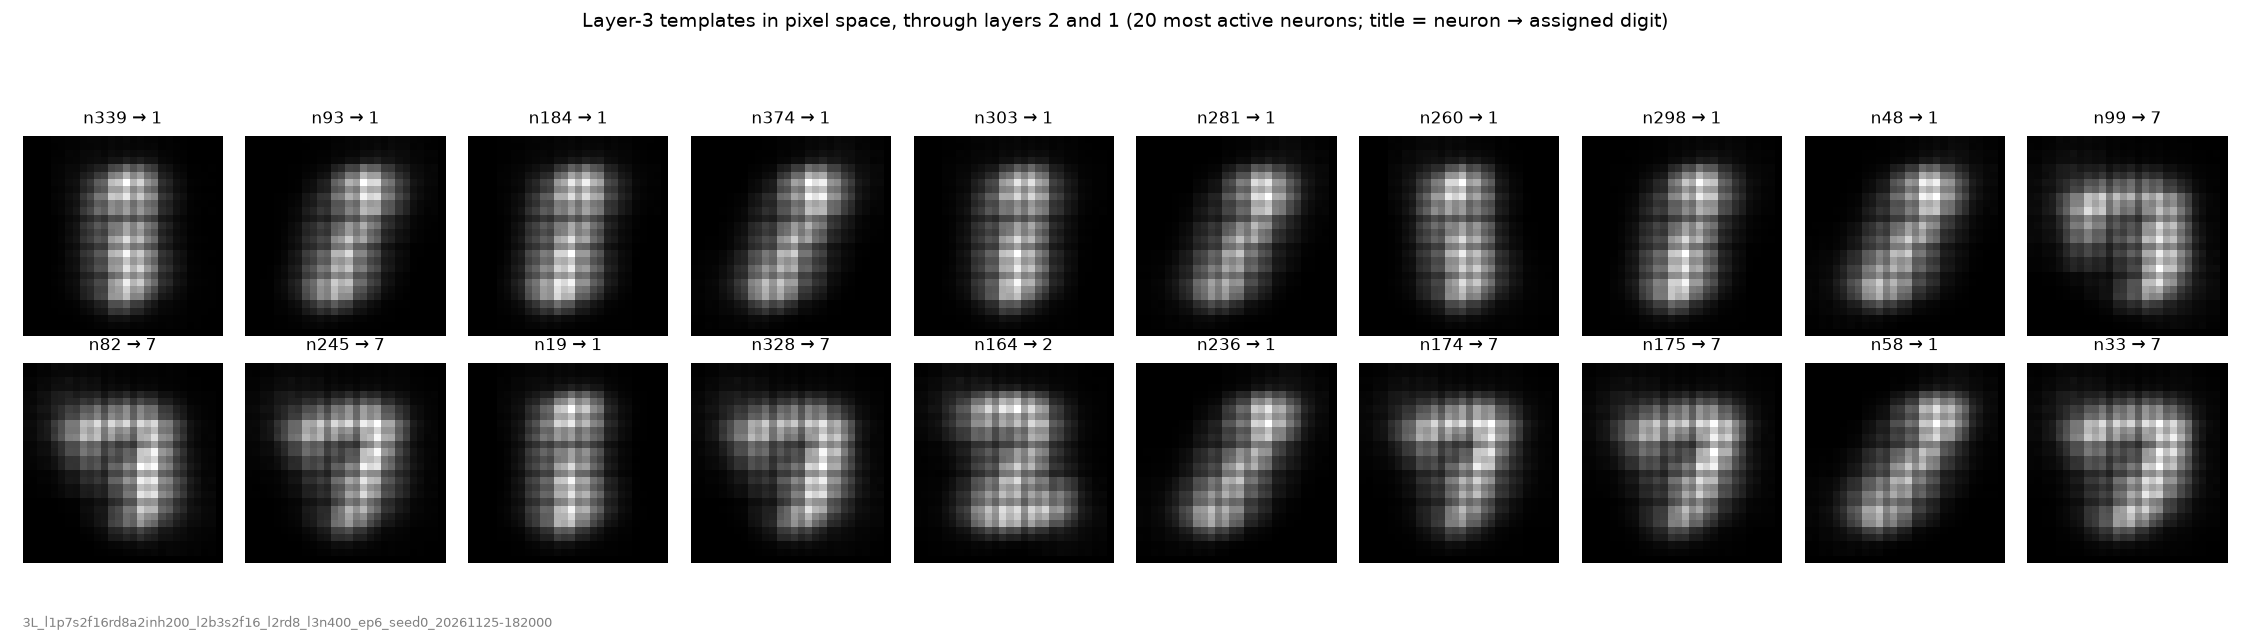 Layer-3 templates in pixel space, through layers 2 and 1 (20 most active neurons; title = neuron → assigned digit)
n339 → 1 n93 → 1 n184 → 1 n374 → 1 n303 → 1 n281 → 1 n260 → 1 n298 → 1 n48 → 1 n99 → 7
n82 → 7 n245 → 7 n19 → 1 n328 → 7 n164 → 2 n236 → 1 n174 → 7 n175 → 7 n58 → 1 n33 → 7
3L_l1p7s2f16rd8a2inh200_l2b3s2f16_l2rd8_l3n400_ep6_seed0_20261125-182000